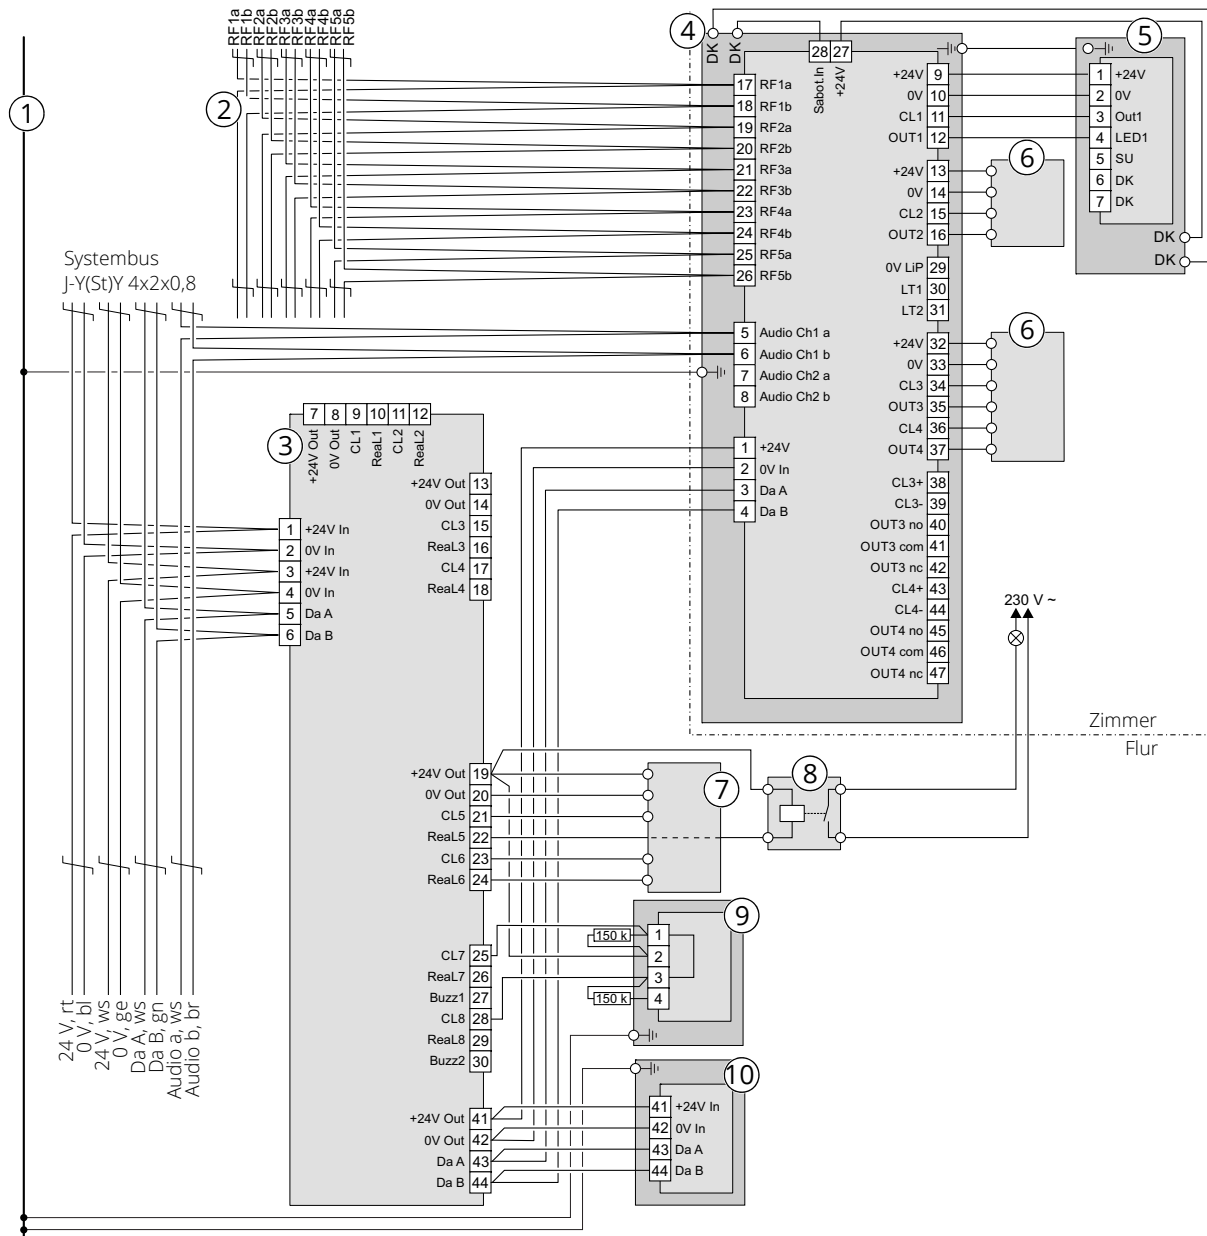 RF1a
RF1b
RF2a
RF2b
RF3a
RF3b
RF4a
RF4b
RF5a
RF5b
1
2
Systembus
J-Y(St)Y 4x2x0,8
24 V, rt
0 V, bl
24 V, ws
0 V, ge
Da A, ws
Da B, gn
Audio a, ws
Audio b, br
3
7 8 9 10 11 12
+24V Out
0V Out
CL1
ReaL1
CL2
ReaL2
+24V Out 13
0V Out 14
CL3 15
ReaL3 16
CL4 17
ReaL4 18
1 +24V In
2 0V In
3 +24V In
4 0V In
5 Da A
6 Da B
+24V Out 19
0V Out 20
CL5 21
ReaL5 22
CL6 23
ReaL6 24
CL7 25
ReaL7 26
Buzz1 27
CL8 28
ReaL8 29
Buzz2 30
+24V Out 41
0V Out 42
Da A 43
Da B 44
4
DK
DK
28 27
Sabot.In
+24V
17 RF1a
18 RF1b
19 RF2a
20 RF2b
21 RF3a
22 RF3b
23 RF4a
24 RF4b
25 RF5a
26 RF5b
5 Audio Ch1 a
6 Audio Ch1 b
7 Audio Ch2 a
8 Audio Ch2 b
1 +24V
2 0V In
3 Da A
4 Da B
+24V 9
0V 10
CL1 11
OUT1 12
+24V 13
0V 14
CL2 15
OUT2 16
0V LiP 29
LT1 30
LT2 31
+24V 32
0V 33
CL3 34
OUT3 35
CL4 36
OUT4 37
CL3+ 38
CL3- 39
OUT3 no 40
OUT3 com 41
OUT3 nc 42
CL4+ 43
CL4- 44
OUT4 no 45
OUT4 com 46
OUT4 nc 47
5
1 +24V
2 0V
3 Out1
4 LED1
5 SU
6 DK
7 DK
DK
DK
6
6
230 V ~
Zimmer
Flur
7
8
9
150 k
150 k
1
2
3
4
10
41 +24V In
42 0V In
43 Da A
44 Da B